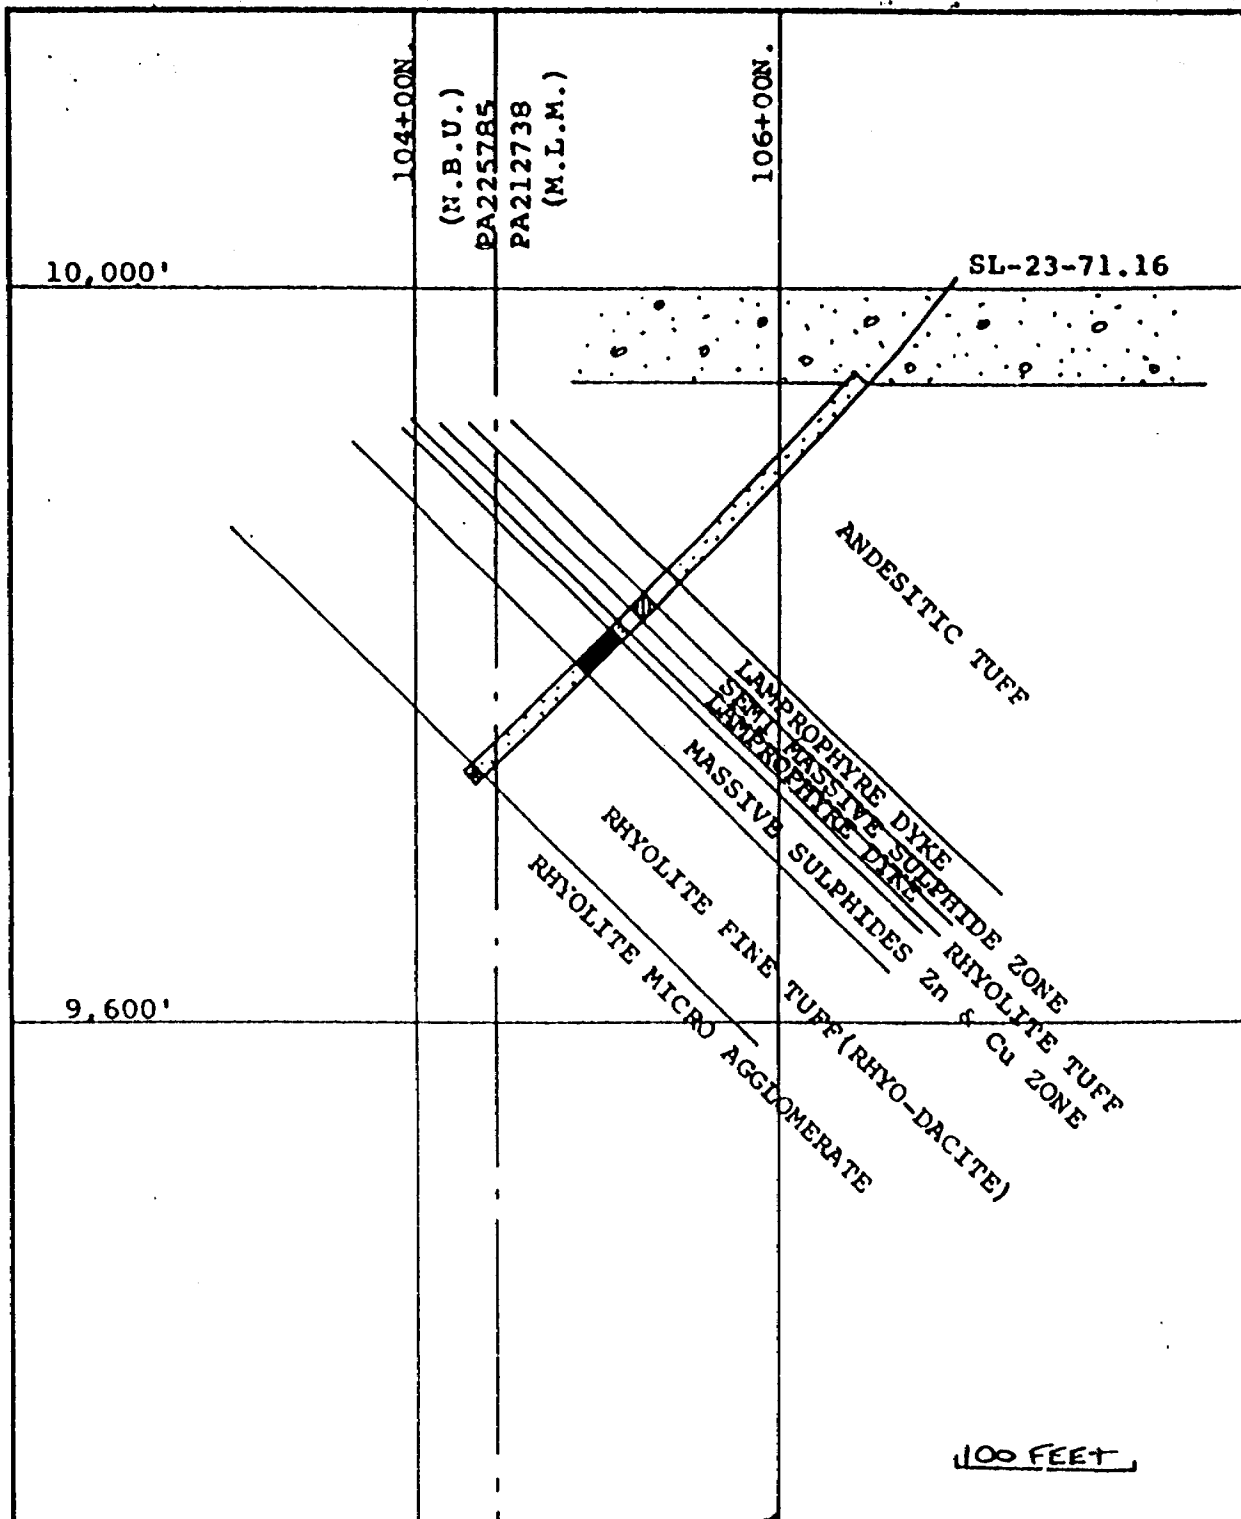 104+00N.
(N.B.U.)
PA225785
PA212738
(M.L.M.)
106+00N.
10,000'
SL-23-71.16
ANDESITIC TUFF
LAMPROPHYRE DYKE
SEMI MASSIVE SULPHIDE ZONE
LAMPROPHYRE DYKE
RHYOLITE TUFF
MASSIVE SULPHIDES Zn & Cu ZONE
RHYOLITE FINE TUFF(RHYO-DACITE)
RHYOLITE MICRO AGGLOMERATE
9,600'
100 FEET